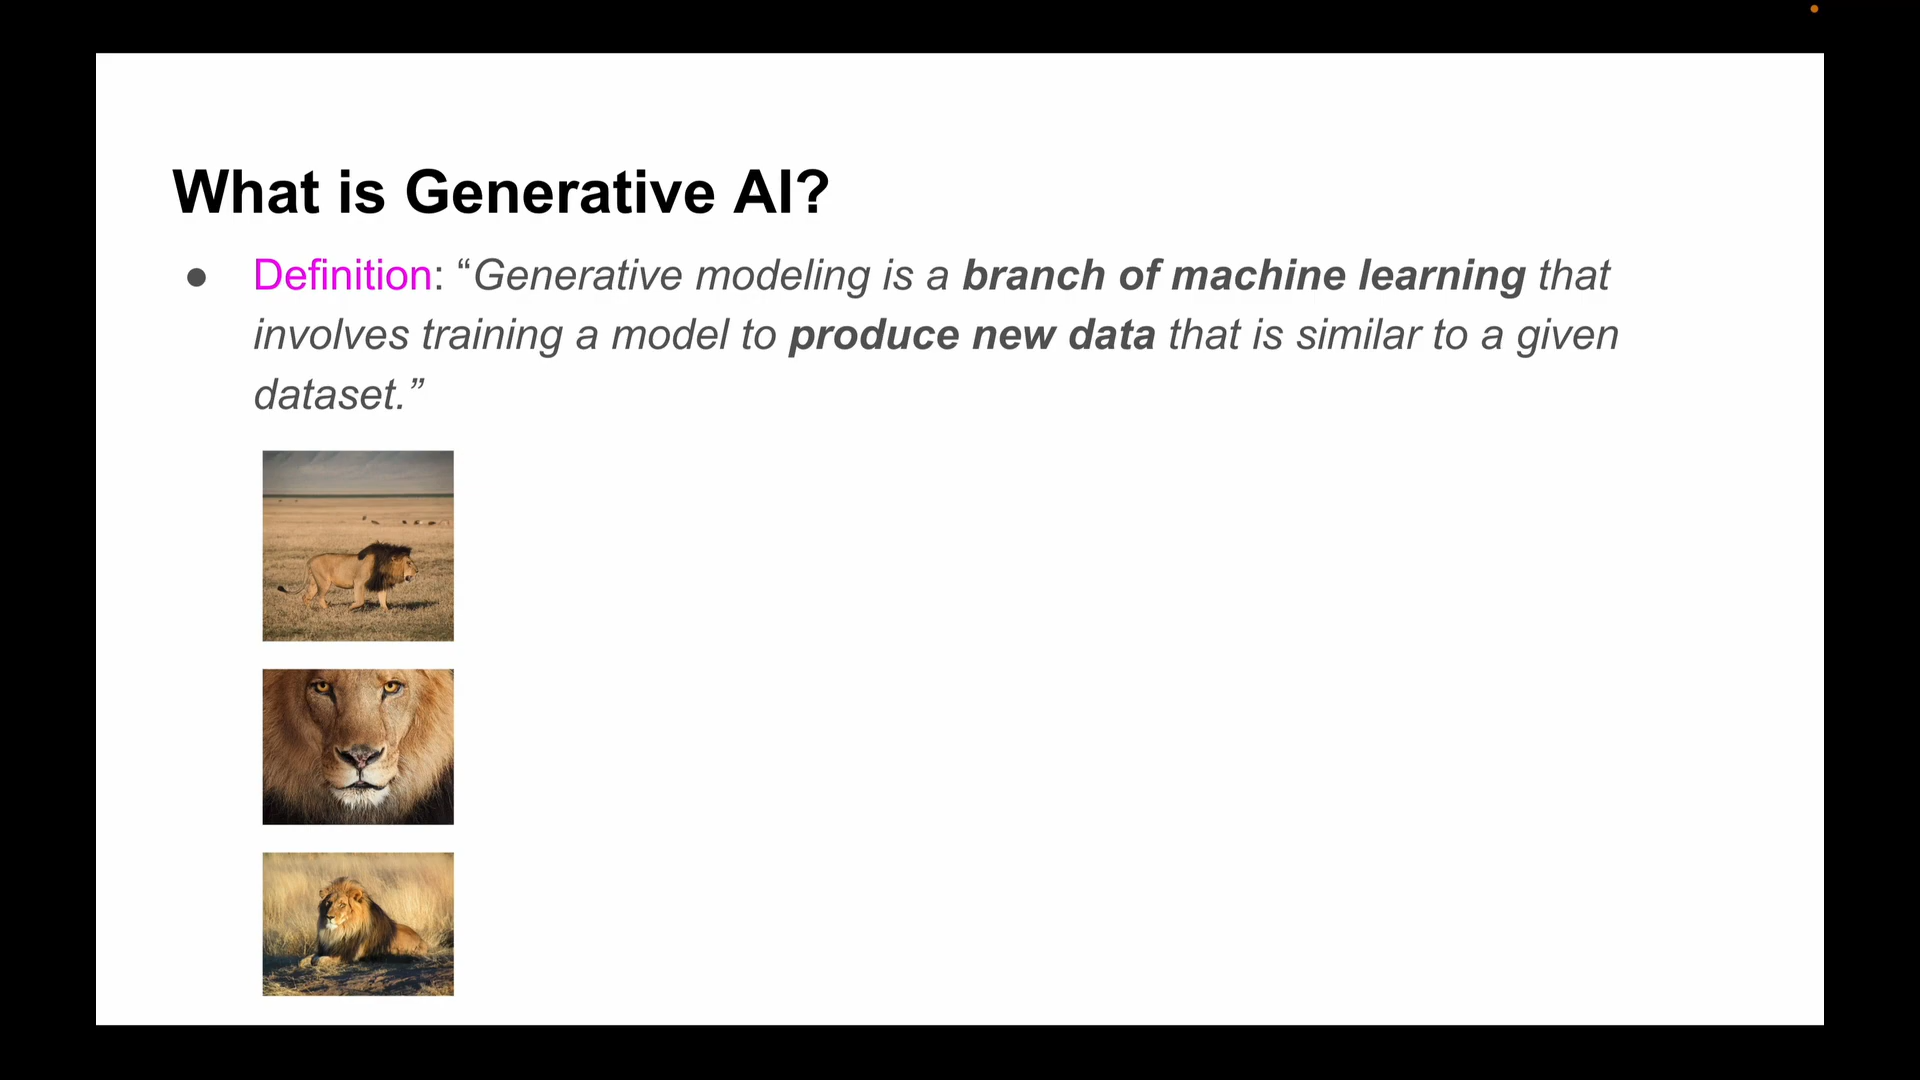 What is Generative AI?
● Definition: “Generative modeling is a branch of machine learning that
involves training a model to produce new data that is similar to a given
dataset.”